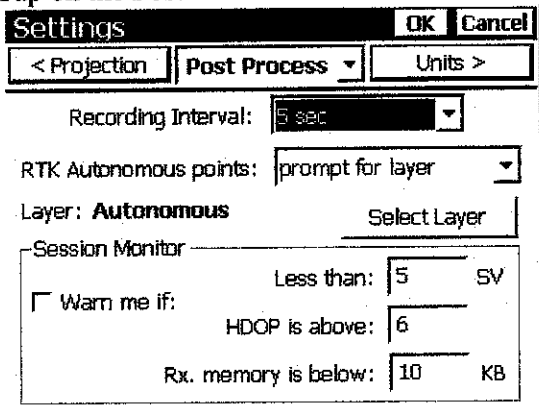 Settings OK Cancel
< Projection Post Process Units >
Recording Interval: 5 sec
RTK Autonomous points: prompt for layer
Layer: Autonomous Select Layer
Session Monitor
Less than: 5 SV
Warn me if:
HDOP is above: 6
Rx. memory is below: 10 KB